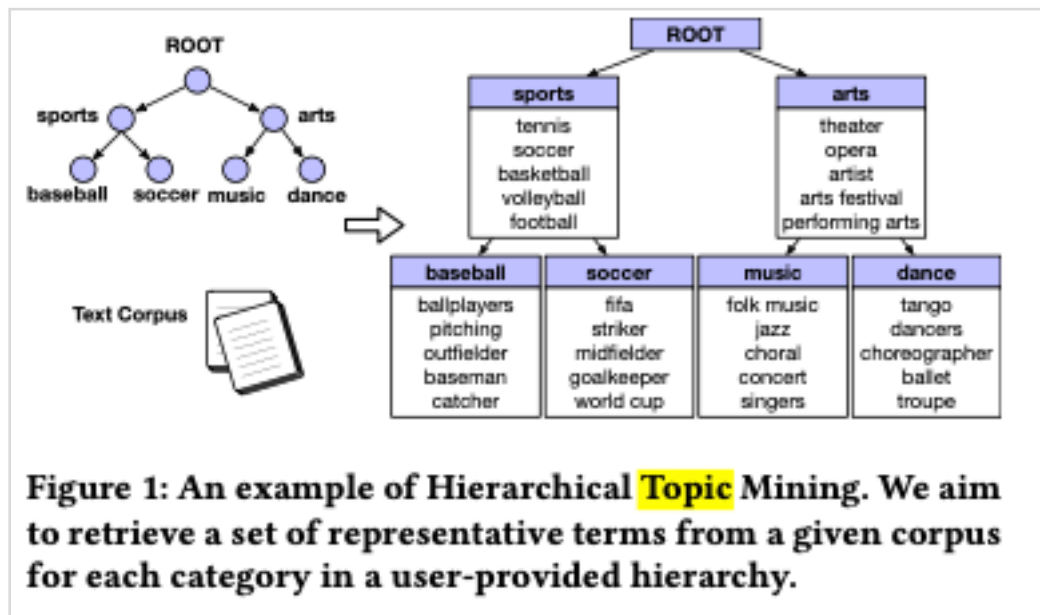 ROOT
sports
arts
baseball
soccer
music
dance
Text Corpus
ROOT
sports
tennis
soccer
basketball
volleyball
football
arts
theater
opera
artist
arts festival
performing arts
baseball
ballplayers
pitching
outfielder
baseman
catcher
soccer
fifa
striker
midfielder
goalkeeper
world cup
music
folk music
jazz
choral
concert
singers
dance
tango
dancers
choreographer
ballet
troupe
Figure 1: An example of Hierarchical Topic Mining. We aim
to retrieve a set of representative terms from a given corpus
for each category in a user-provided hierarchy.